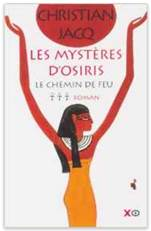 CHRISTIAN
JACQ
LES MYSTÈRES
D'OSIRIS
LE CHEMIN DE FEU
ROMAN
XO